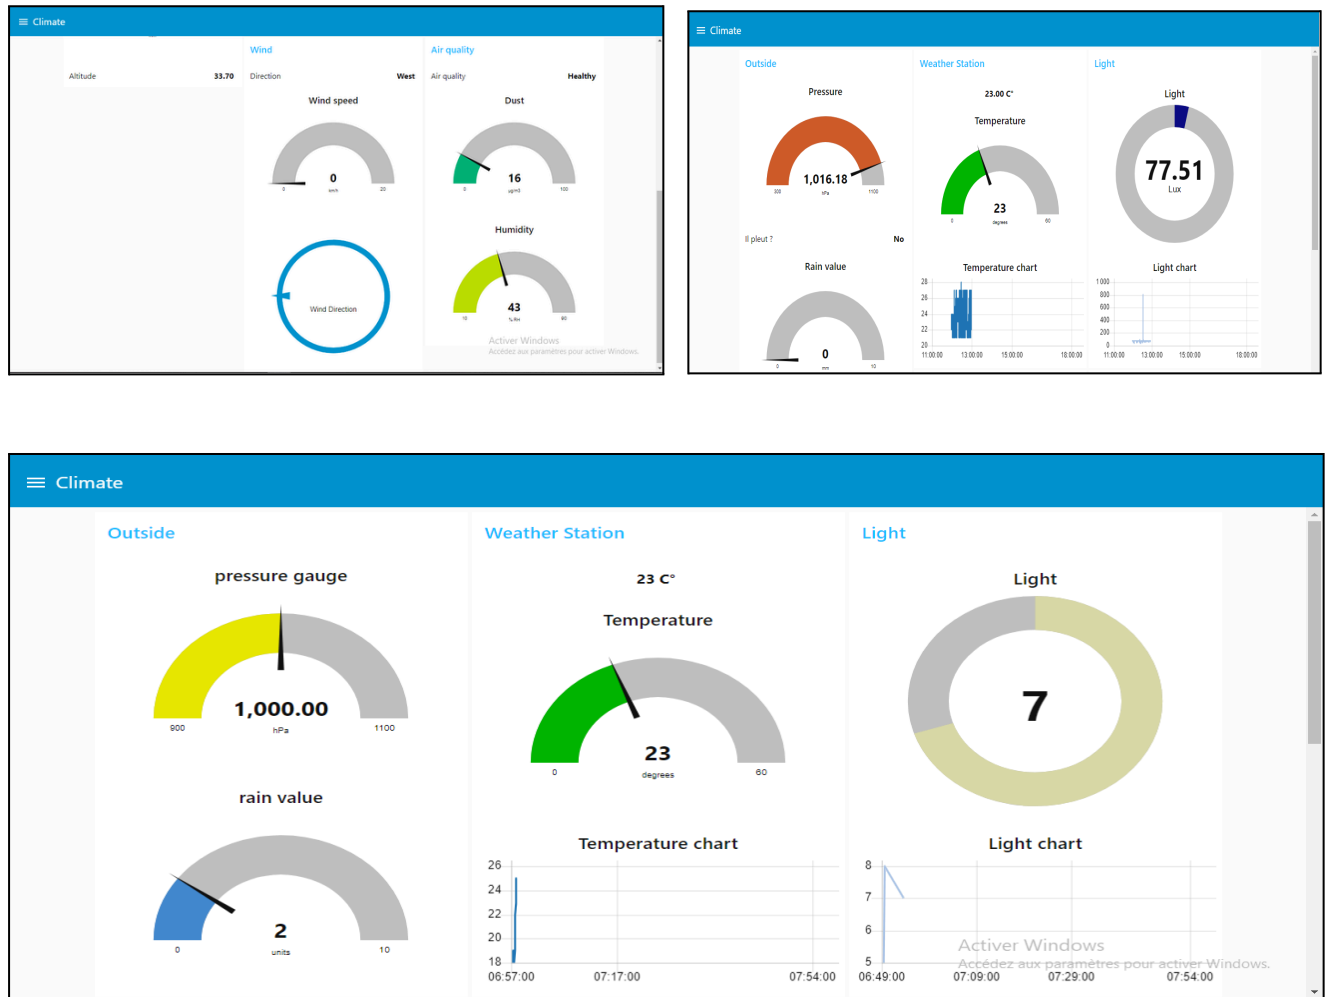 Climate
Wind
Air quality
Altitude
33.70
Direction
West
Air quality
Healthy
Wind speed
Dust
0
km/h
0
20
16
µg/m3
0
100
Humidity
Wind Direction
43
% RH
10
90
Activer Windows
Accédez aux paramètres pour activer Windows.
Climate
Outside
Weather Station
Light
Pressure
23.00 C°
Light
Temperature
1,016.18
hPa
300
1100
77.51
Lux
23
degrees
0
60
Il pleut ?
No
Rain value
Temperature chart
Light chart
0
mm
0
10
28
26
24
22
20
11:00:00
13:00:00
15:00:00
18:00:00
1 000
800
600
400
200
0
11:00:00
13:00:00
15:00:00
18:00:00
Climate
Outside
Weather Station
Light
pressure gauge
23 C°
Light
Temperature
1,000.00
hPa
900
1100
23
degrees
0
60
7
rain value
Temperature chart
Light chart
2
units
0
10
26
24
22
20
18
06:57:00
07:17:00
07:54:00
8
7
6
5
06:49:00
07:09:00
07:29:00
07:54:00
Activer Windows
Accédez aux paramètres pour activer Windows.